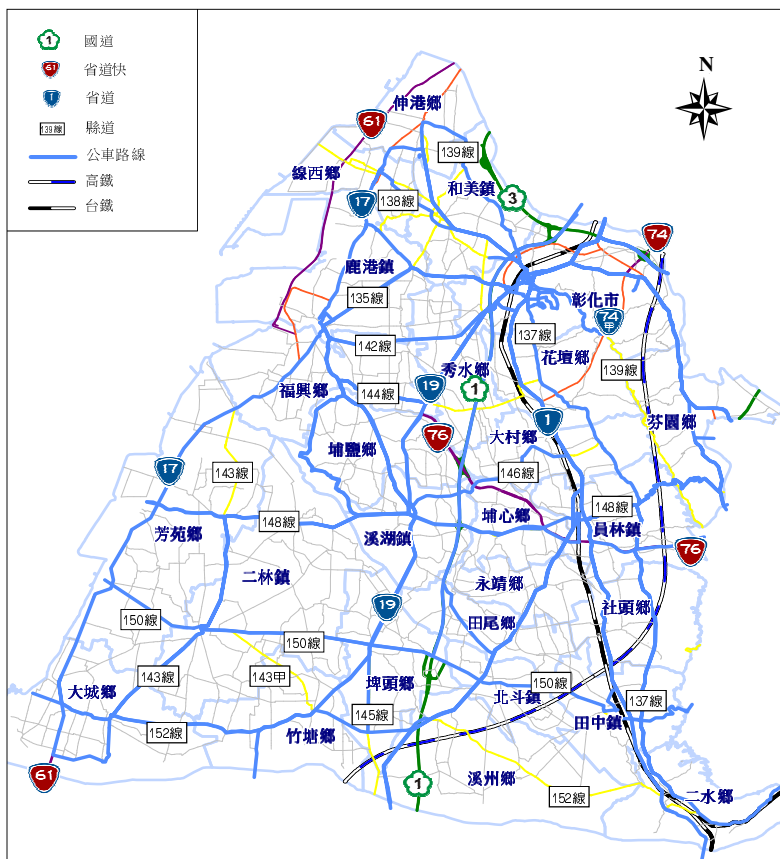 1
國道
61
省道快
1
省道
139線
縣道
公車路線
高鐵
台鐵
N
伸港鄉
61
139線
線西鄉
和美鎮
3
17
138線
74
鹿港鎮
135線
彰化市
74
甲
137線
142線
花壇鄉
139線
秀水鄉
福興鄉
19
1
144線
1
芬園鄉
76
大村鄉
埔鹽鄉
17
143線
146線
148線
埔心鄉
148線
員林鎮
芳苑鄉
溪湖鎮
76
二林鎮
永靖鄉
19
社頭鄉
150線
田尾鄉
150線
143線
143甲
埤頭鄉
150線
大城鄉
北斗鎮
137線
145線
田中鎮
152線
竹塘鄉
61
1
溪州鄉
152線
二水鄉